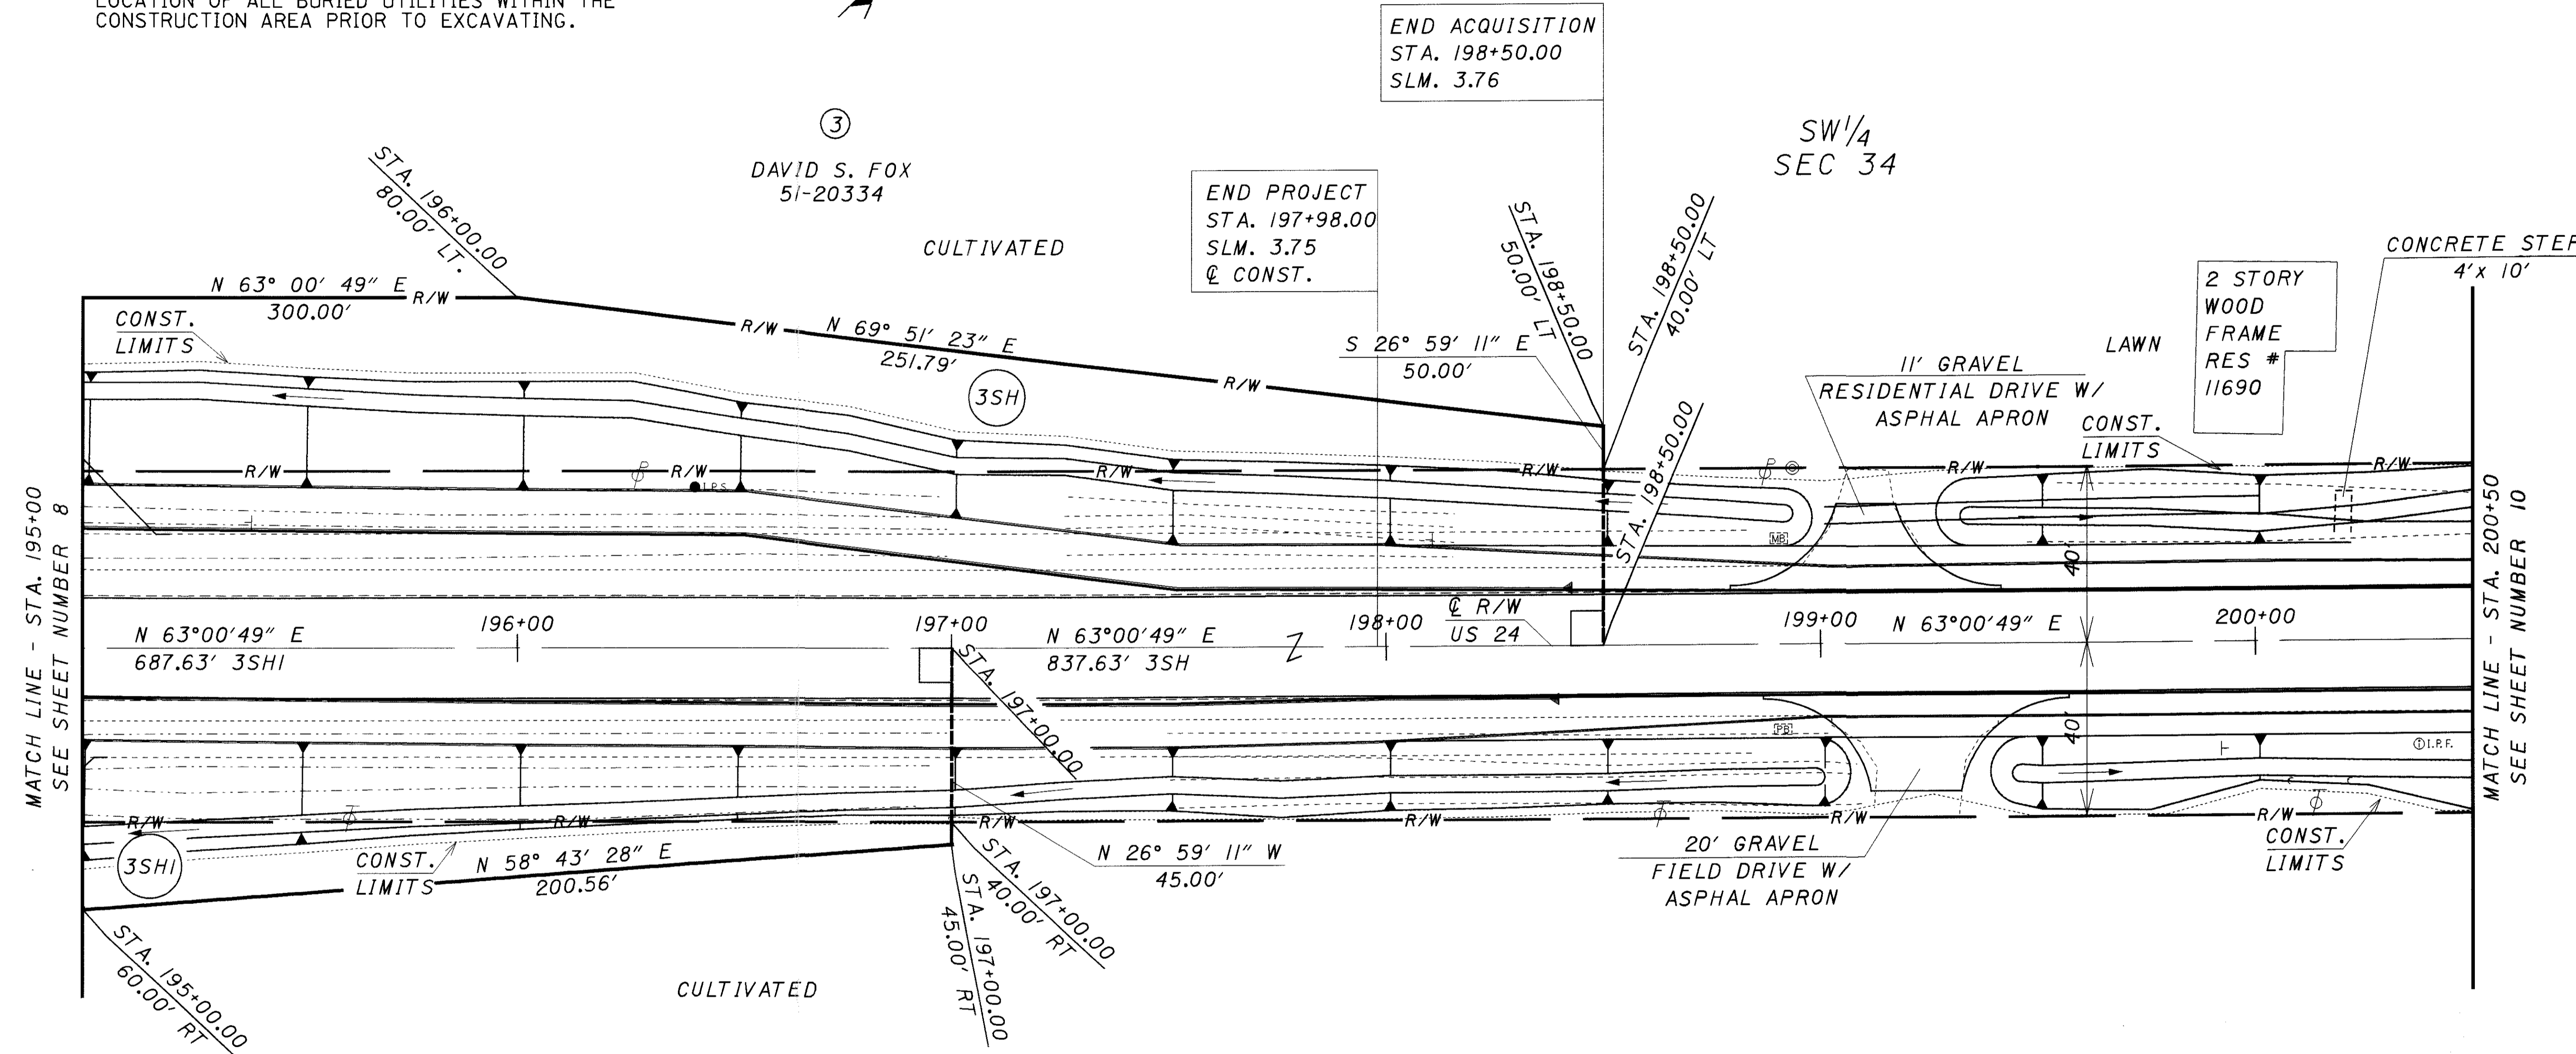 LOCATION OF ALL BURIED UTILITIES WITHIN THE
CONSTRUCTION AREA PRIOR TO EXCAVATING.
END ACQUISITION
STA. 198+50.00
SLM. 3.76
3
DAVID S. FOX
51-20334
SW 1/4
SEC 34
STA. 196+00.00
80.00' LT.
CULTIVATED
END PROJECT
STA. 197+98.00
SLM. 3.75
℄ CONST.
STA. 198+50.00
50.00' LT
STA. 198+50.00
40.00' LT
CONCRETE
4' x 10'
2 STORY
WOOD
FRAME
RES #
11690
N 63° 00' 49" E
R/W
300.00'
CONST.
LIMITS
R/W
N 69° 51' 23" E
251.79'
R/W
3SH
S 26° 59' 11" E
50.00'
LAWN
11' GRAVEL
RESIDENTIAL DRIVE W/
ASPHAL APRON
CONST.
LIMITS
STA. 198+50.00
R/W
R/W
R/W
R/W
R/W
R/W
I.P.S.
MB
40'
MATCH LINE - STA. 195+00
SEE SHEET NUMBER 8
N 63°00'49" E
687.63' 3SH1
196+00
197+00
N 63°00'49" E
837.63' 3SH
198+00
℄ R/W
US 24
199+00
N 63°00'49" E
200+00
MATCH LINE - STA. 200+50
SEE SHEET NUMBER 10
STA. 197+00.00
PB
40'
I.P.F.
R/W
R/W
R/W
R/W
R/W
R/W
3SH1
CONST.
LIMITS
N 58° 43' 28" E
200.56'
N 26° 59' 11" W
45.00'
STA. 197+00.00
40.00' RT
STA. 197+00.00
45.00' RT
20' GRAVEL
FIELD DRIVE W/
ASPHAL APRON
CONST.
LIMITS
STA. 195+00.00
60.00' RT
CULTIVATED